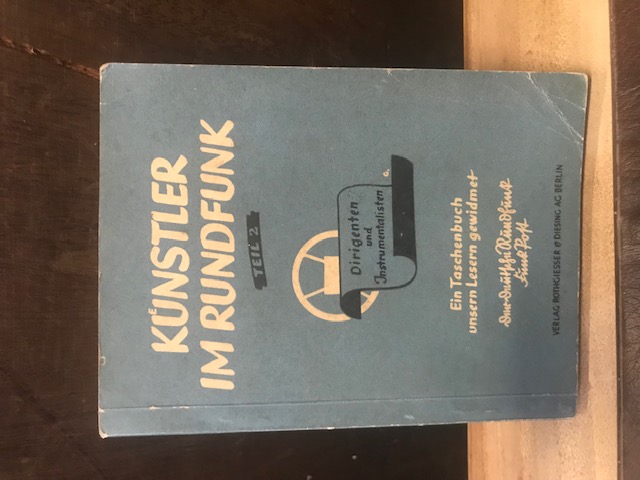 KÜNSTLER
IM RUNDFUNK
TEIL 2
Dirigenten
und
Instrumentalisten
Ein Taschenbuch
unsern Lesern gewidmet
Der Deutsche Rundfunk
Funk Post
VERLAG ROTHGIESSER & DIESING AG BERLIN